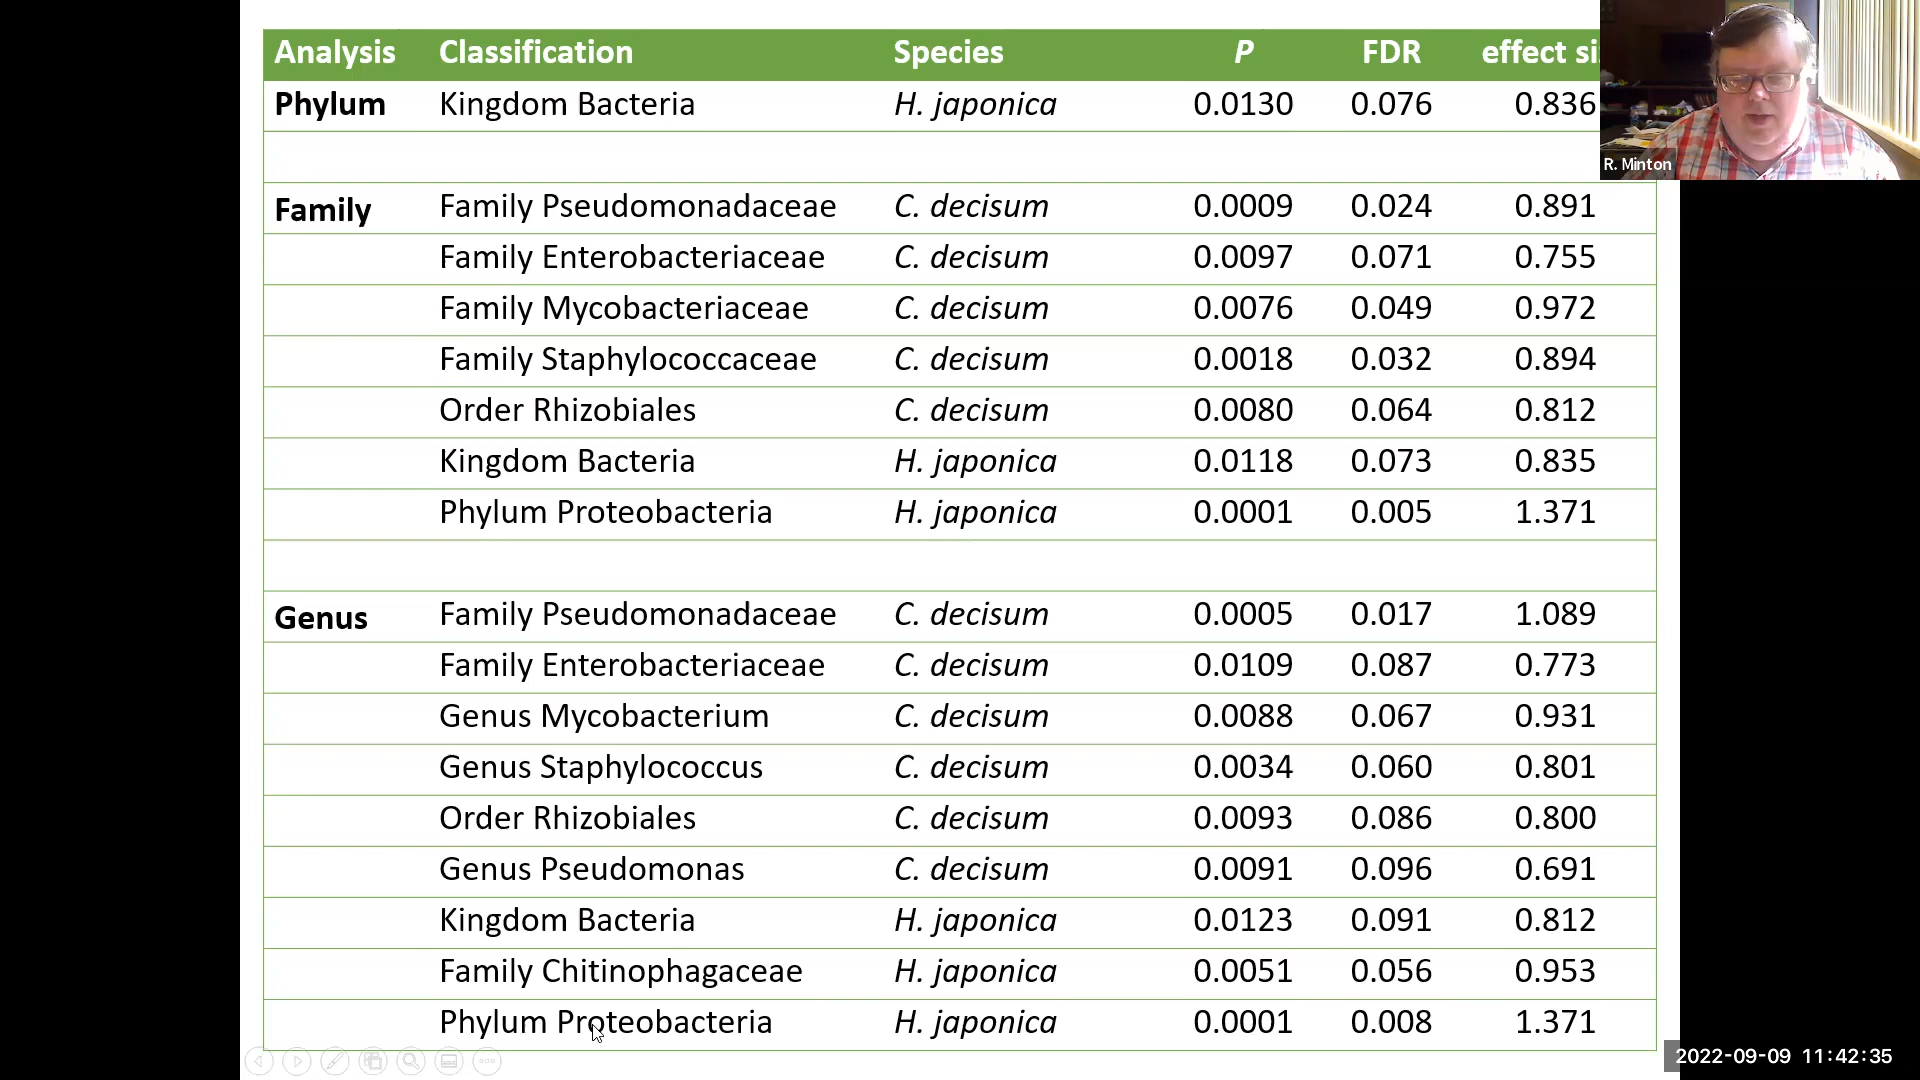 Analysis Classification Species P FDR effect si
Phylum Kingdom Bacteria H. japonica 0.0130 0.076 0.836
Family Family Pseudomonadaceae C. decisum 0.0009 0.024 0.891
Family Enterobacteriaceae C. decisum 0.0097 0.071 0.755
Family Mycobacteriaceae C. decisum 0.0076 0.049 0.972
Family Staphylococcaceae C. decisum 0.0018 0.032 0.894
Order Rhizobiales C. decisum 0.0080 0.064 0.812
Kingdom Bacteria H. japonica 0.0118 0.073 0.835
Phylum Proteobacteria H. japonica 0.0001 0.005 1.371
Genus Family Pseudomonadaceae C. decisum 0.0005 0.017 1.089
Family Enterobacteriaceae C. decisum 0.0109 0.087 0.773
Genus Mycobacterium C. decisum 0.0088 0.067 0.931
Genus Staphylococcus C. decisum 0.0034 0.060 0.801
Order Rhizobiales C. decisum 0.0093 0.086 0.800
Genus Pseudomonas C. decisum 0.0091 0.096 0.691
Kingdom Bacteria H. japonica 0.0123 0.091 0.812
Family Chitinophagaceae H. japonica 0.0051 0.056 0.953
Phylum Proteobacteria H. japonica 0.0001 0.008 1.371
R. Minton
2022-09-09 11:42:35